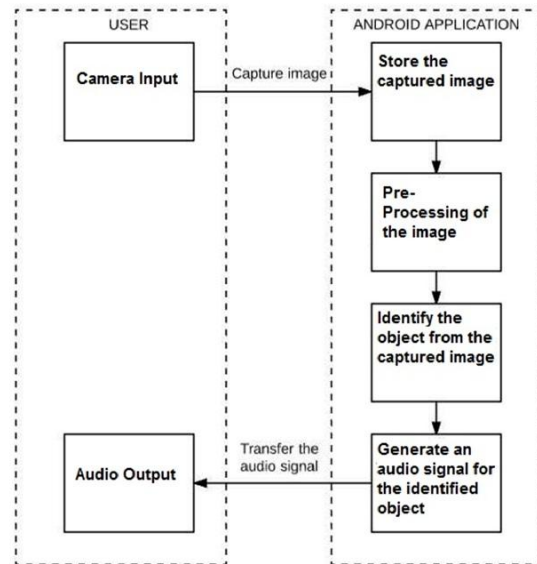 USER
ANDROID APPLICATION
Camera Input
Capture image
Store the
captured image
Pre-
Processing of
the image
Identify the
object from the
captured image
Audio Output
Transfer the
audio signal
Generate an
audio signal for
the identified
object